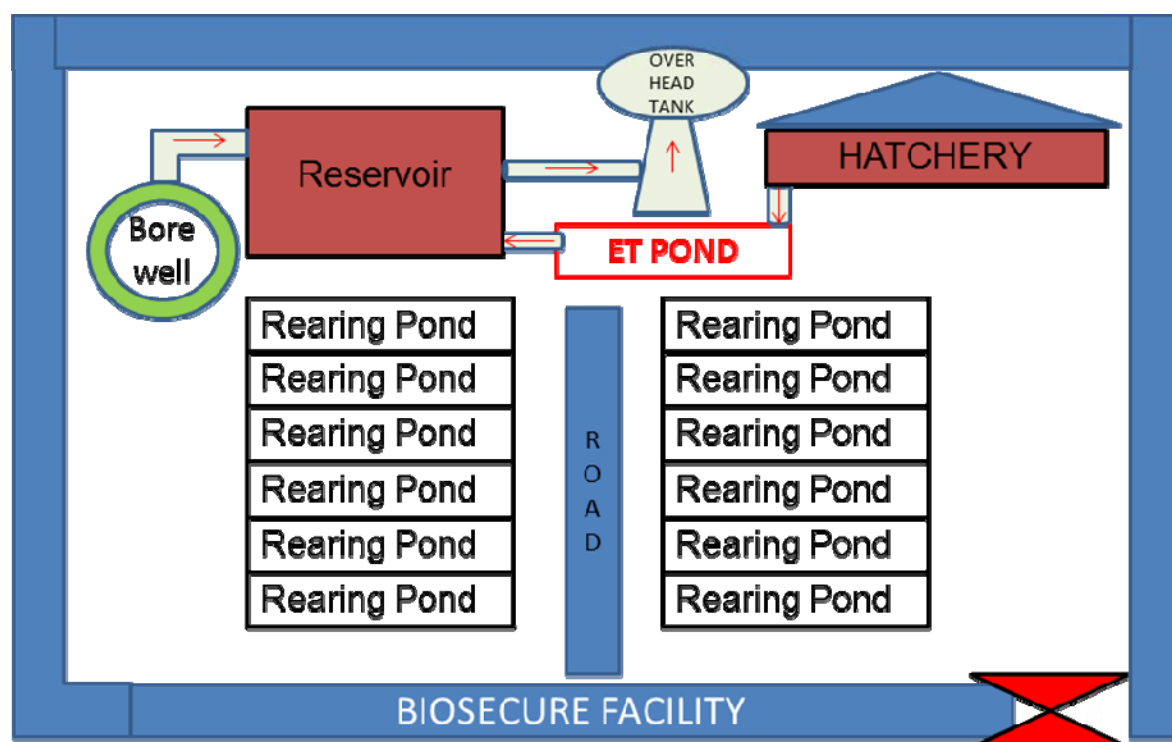 OVER
HEAD
TANK
Reservoir
HATCHERY
Bore
well
ET POND
Rearing Pond
Rearing Pond
Rearing Pond
Rearing Pond
Rearing Pond
Rearing Pond
R
O
A
D
Rearing Pond
Rearing Pond
Rearing Pond
Rearing Pond
Rearing Pond
Rearing Pond
BIOSECURE FACILITY